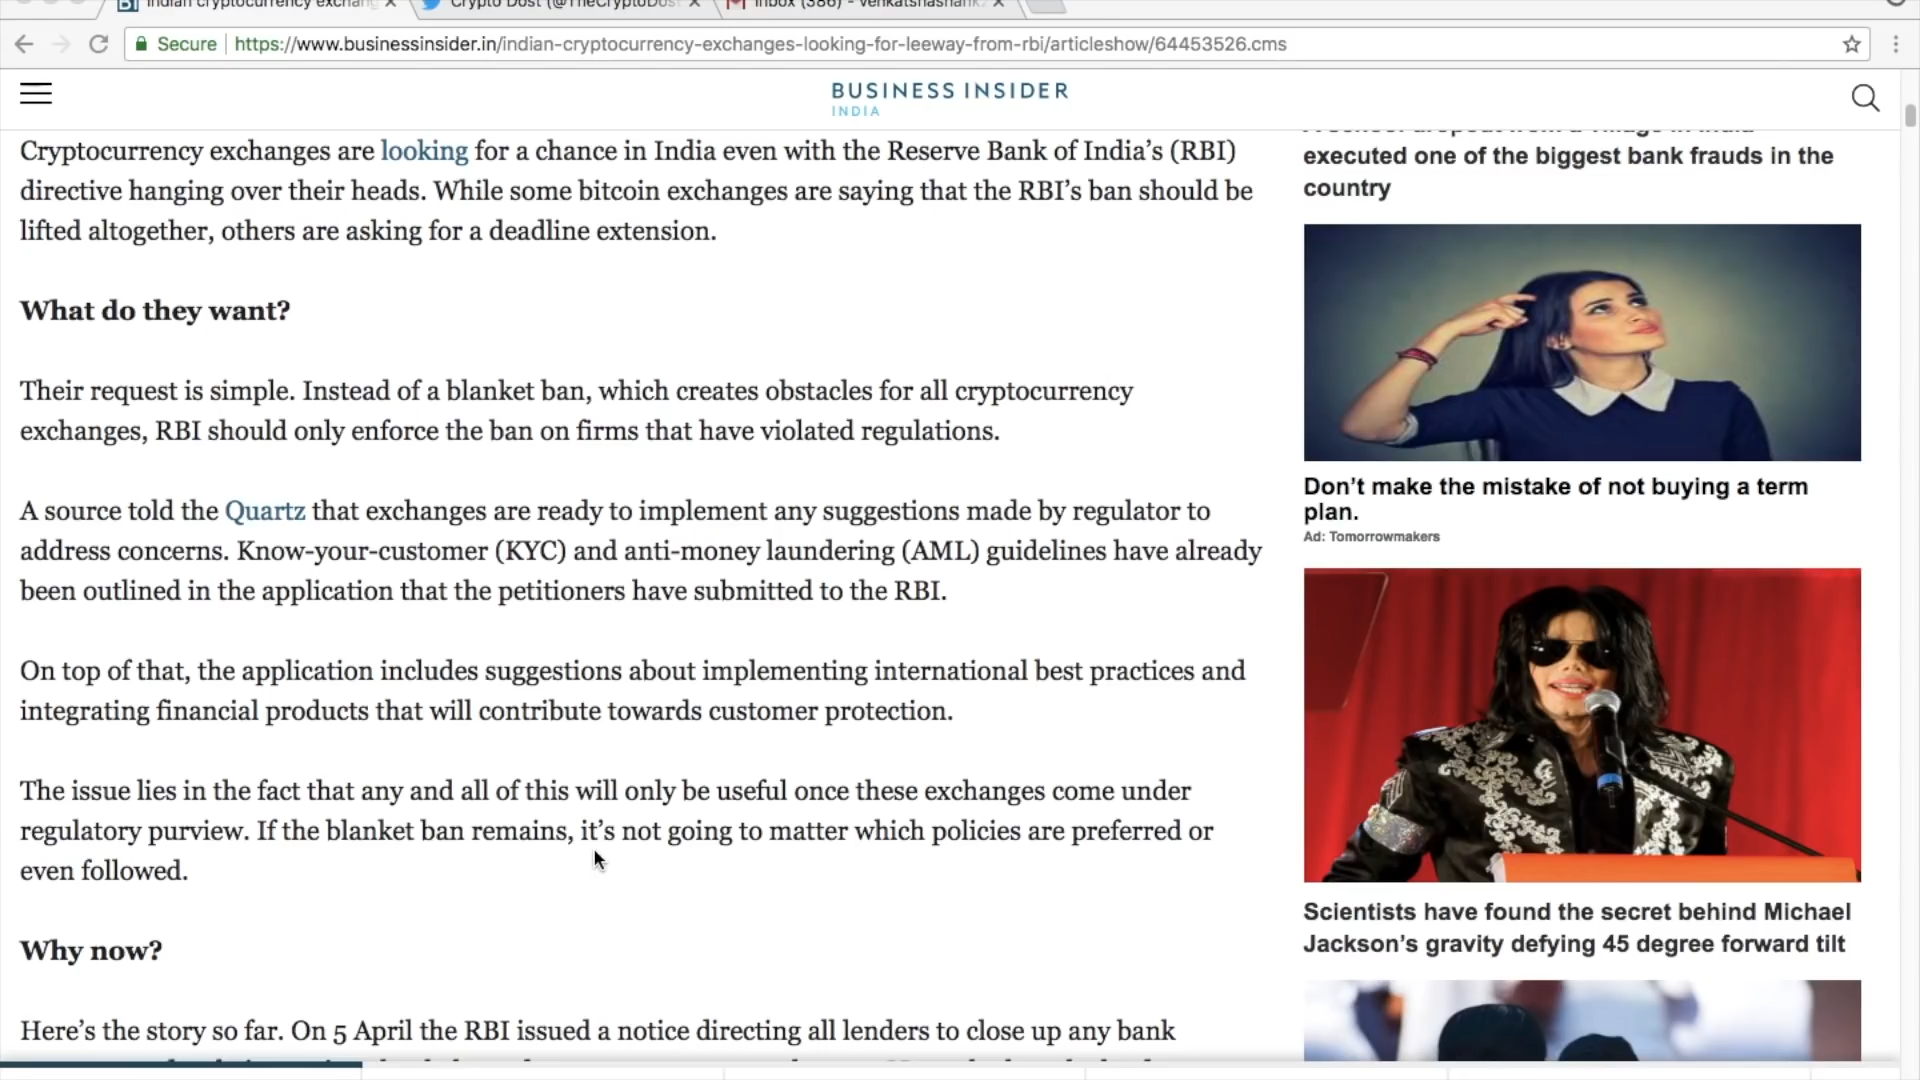 Indian cryptocurrency exchang
Crypto Dost (@TheCryptoDost
Inbox (386) - venkatshashank
Secure https://www.businessinsider.in/indian-cryptocurrency-exchanges-looking-for-leeway-from-rbi/articleshow/64453526.cms
BUSINESS INSIDER
INDIA
Cryptocurrency exchanges are looking for a chance in India even with the Reserve Bank of India’s (RBI)
directive hanging over their heads. While some bitcoin exchanges are saying that the RBI’s ban should be
lifted altogether, others are asking for a deadline extension.
What do they want?
Their request is simple. Instead of a blanket ban, which creates obstacles for all cryptocurrency
exchanges, RBI should only enforce the ban on firms that have violated regulations.
A source told the Quartz that exchanges are ready to implement any suggestions made by regulator to
address concerns. Know-your-customer (KYC) and anti-money laundering (AML) guidelines have already
been outlined in the application that the petitioners have submitted to the RBI.
On top of that, the application includes suggestions about implementing international best practices and
integrating financial products that will contribute towards customer protection.
The issue lies in the fact that any and all of this will only be useful once these exchanges come under
regulatory purview. If the blanket ban remains, it’s not going to matter which policies are preferred or
even followed.
Why now?
Here’s the story so far. On 5 April the RBI issued a notice directing all lenders to close up any bank
A school dropout from a village in India
executed one of the biggest bank frauds in the
country
Don’t make the mistake of not buying a term
plan.
Ad: Tomorrowmakers
Scientists have found the secret behind Michael
Jackson’s gravity defying 45 degree forward tilt